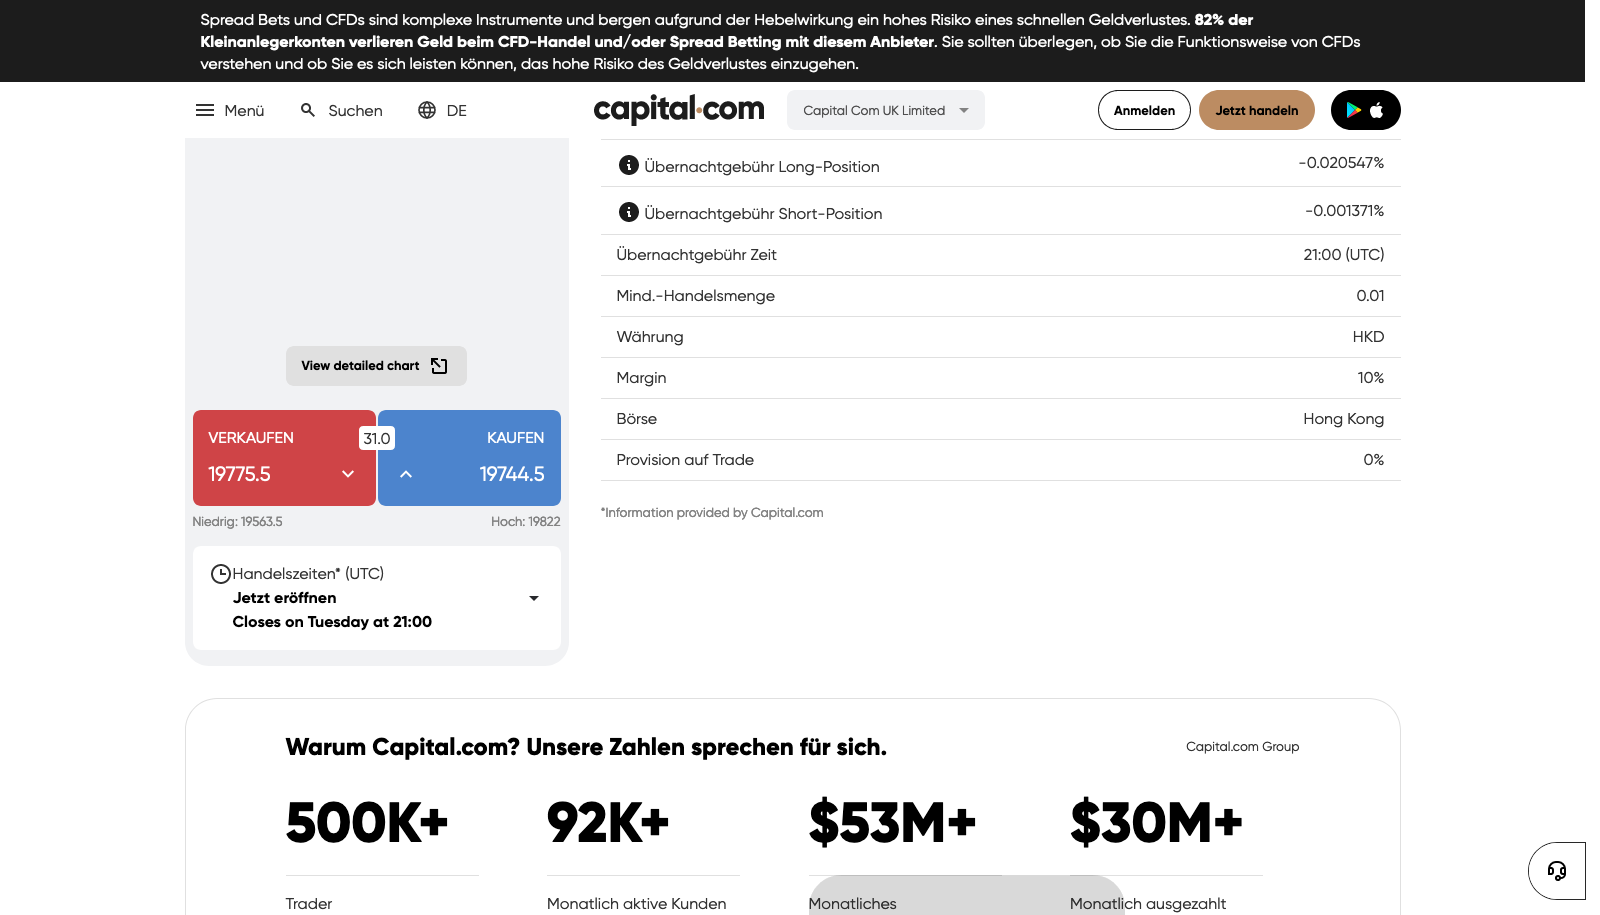 Spread Bets und CFDs sind komplexe Instrumente und bergen aufgrund der Hebelwirkung ein hohes Risiko eines schnellen Geldverlustes. 82% der
Kleinanlegerkonten verlieren Geld beim CFD-Handel und/oder Spread Betting mit diesem Anbieter. Sie sollten überlegen, ob Sie die Funktionsweise von CFDs
verstehen und ob Sie es sich leisten können, das hohe Risiko des Geldverlustes einzugehen.
Menü Suchen DE capital.com Capital Com UK Limited Anmelden Jetzt handeln
Übernachtgebühr Long-Position -0.020547%
Übernachtgebühr Short-Position -0.001371%
Übernachtgebühr Zeit 21:00 (UTC)
Mind.-Handelsmenge 0.01
Währung HKD
Margin 10%
Börse Hong Kong
Provision auf Trade 0%
*Information provided by Capital.com
View detailed chart
VERKAUFEN 31.0 KAUFEN
19775.5 19744.5
Niedrig: 19563.5 Hoch: 19822
Handelszeiten* (UTC)
Jetzt eröffnen
Closes on Tuesday at 21:00
Warum Capital.com? Unsere Zahlen sprechen für sich. Capital.com Group
500K+ 92K+ $53M+ $30M+
Trader Monatlich aktive Kunden Monatliches Monatlich ausgezahlt